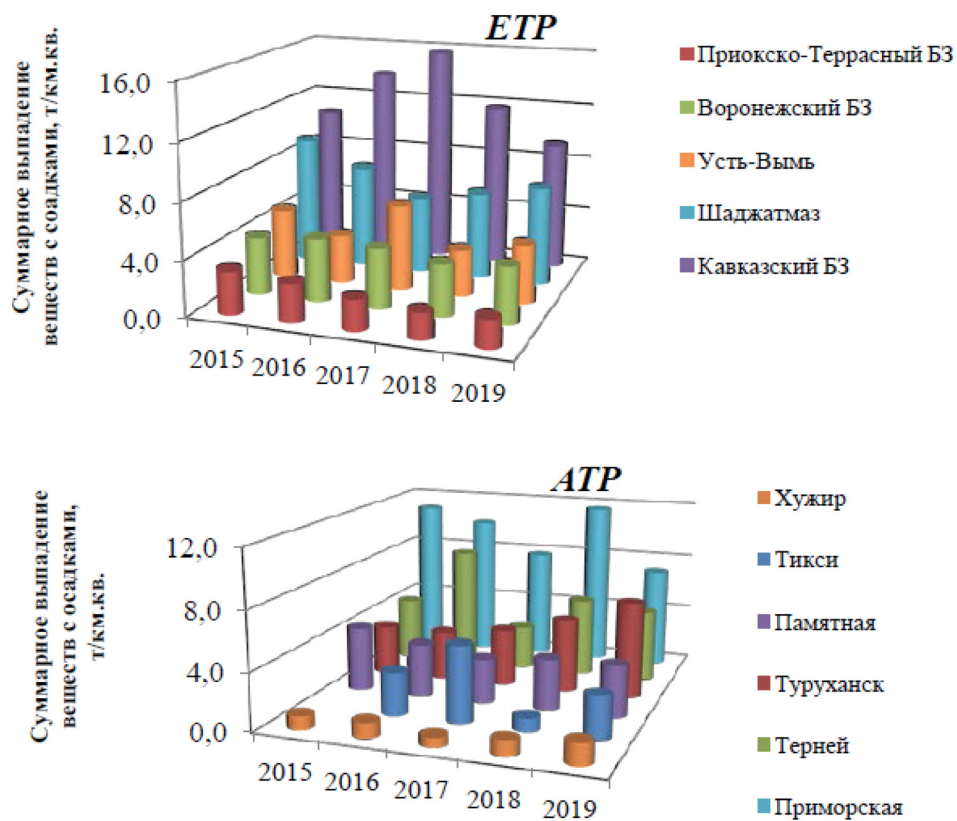 ETP
Суммарное выпадение
веществ с соадками, т/км.кв.
16,0
12,0
8,0
4,0
0,0
2015
2016
2017
2018
2019
Приокско-Террасный БЗ
Воронежский БЗ
Усть-Вымь
Шаджатмаз
Кавказский БЗ
ATP
Суммарное выпадение
веществ с осадками,
т/км.кв.
12,0
8,0
4,0
0,0
2015
2016
2017
2018
2019
Хужир
Тикси
Памятная
Туруханск
Терней
Приморская